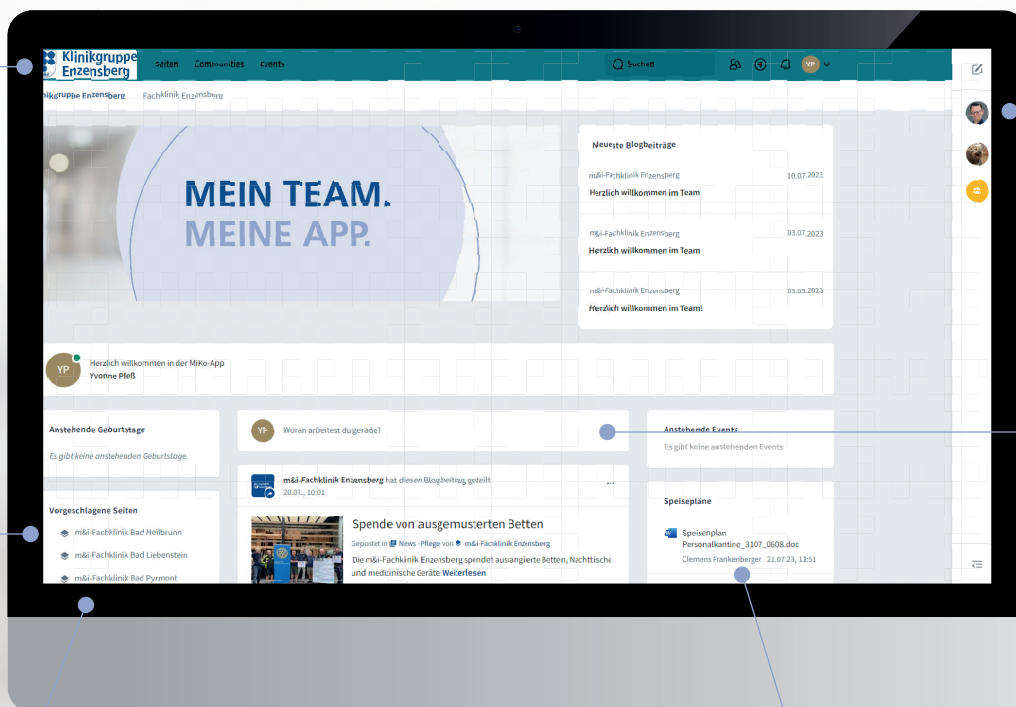 Klinikgruppe
Enzensberg
Seiten Communities Events
Suchen
YP
Enzensberg Fachklinik Enzensberg
MEIN TEAM.
MEINE APP.
Neueste Blogbeiträge
m&i-Fachklinik Enzensberg 10.07.2023
Herzlich willkommen im Team
m&i-Fachklinik Enzensberg 03.07.2023
Herzlich willkommen im Team
m&i-Fachklinik Enzensberg
Herzlich willkommen im Team!
YP
Herzlich willkommen in der MiKo-App
Yvonne Pleß
Anstehende Geburtstage
Es gibt keine anstehenden Geburtstage
YP
Woran arbeitest du gerade?
Anstehende Events
Es gibt keine anstehenden Events
Vorgeschlagene Seiten
m&i-Fachklinik Bad Heilbrunn
m&i-Fachklinik Bad Liebenstein
m&i-Fachklinik Bad Pyrmont
m&i-Fachklinik Enzensberg hat diesen Blogbeitrag geteilt
20.07., 10:01
Spende von ausgemusterten Betten
Gepostet in News - Pflege von m&i-Fachklinik Enzensberg
Die m&i-Fachklinik Enzensberg spendet ausrangierte Betten, Nachttische
und medizinische Geräte Weiterlesen
Speisepläne
Speisenplan
Personalkantine_3107_0608.doc
Clemens Frankenberger 21.07.23, 11:51